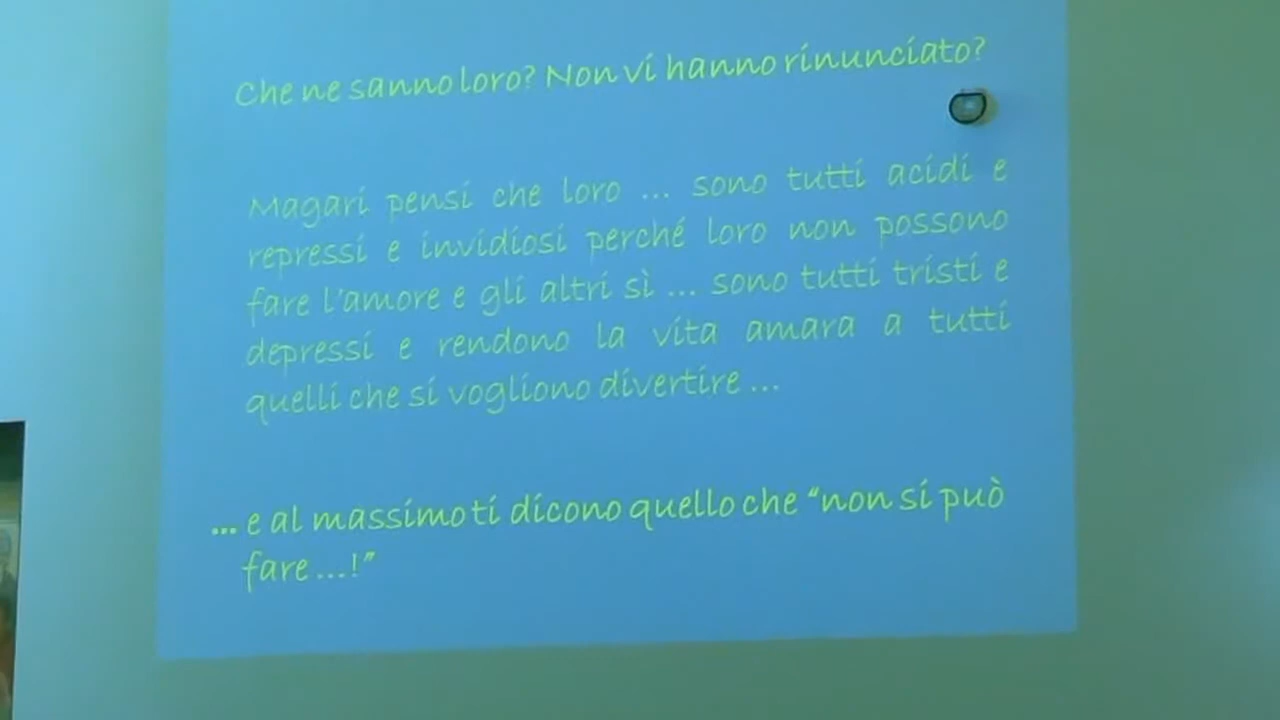 Che ne sanno loro? Non vi hanno rinunciato?
Magari pensi che loro ... sono tutti acidi e
repressi e invidiosi perché loro non possono
fare l'amore e gli altri sì ... sono tutti tristi e
depressi e rendono la vita amara a tutti
quelli che si vogliono divertire ...
... e al massimo ti dicono quello che "non si può
fare ...!"